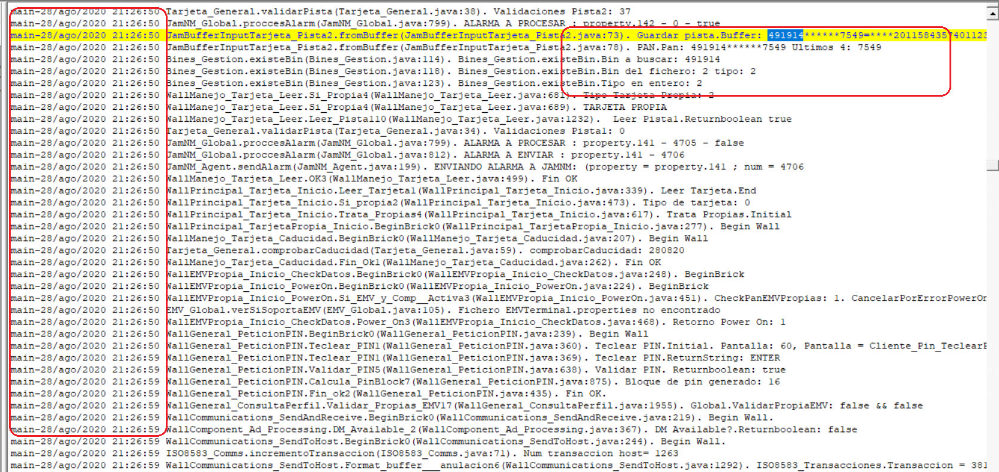 main-28/ago/2020 21:26:50 Tarjeta_General.validarPista(Tarjeta_General.java:38). Validaciones Pista2: 37
main-28/ago/2020 21:26:50 JamNM_Global.proccesAlarm(JamNM_Global.java:799). ALARMA A PROCESAR : property.142 - 0 - true
main-28/ago/2020 21:26:50 JamBufferInputTarjeta_Pista2.fromBuffer(JamBufferInputTarjeta_Pista2.java:73). Guardar pista.Buffer: 491914******7549=****2011584357401123
main-28/ago/2020 21:26:50 JamBufferInputTarjeta_Pista2.fromBuffer(JamBufferInputTarjeta_Pista2.java:78). PAN.Pan: 491914******7549 Ultimos 4: 7549
main-28/ago/2020 21:26:50 Bines_Gestion.existeBin(Bines_Gestion.java:114). Bines_Gestion.existeBin.Bin a buscar: 491914
main-28/ago/2020 21:26:50 Bines_Gestion.existeBin(Bines_Gestion.java:118). Bines_Gestion.existeBin.Bin del fichero: 2 tipo: 2
main-28/ago/2020 21:26:50 Bines_Gestion.existeBin(Bines_Gestion.java:123). Bines_Gestion.existeBin.Tipo en entero: 2
main-28/ago/2020 21:26:50 WallManejo_Tarjeta_Leer.Si_Propia4(WallManejo_Tarjeta_Leer.java:681). Tipo Tarjeta Propia: 2
main-28/ago/2020 21:26:50 WallManejo_Tarjeta_Leer.Si_Propia4(WallManejo_Tarjeta_Leer.java:689). TARJETA PROPIA
main-28/ago/2020 21:26:50 WallManejo_Tarjeta_Leer.Leer_Pista110(WallManejo_Tarjeta_Leer.java:1232).  Leer Pista1.Returnboolean true
main-28/ago/2020 21:26:50 Tarjeta_General.validarPista(Tarjeta_General.java:34). Validaciones Pista1: 0
main-28/ago/2020 21:26:50 JamNM_Global.proccesAlarm(JamNM_Global.java:799). ALARMA A PROCESAR : property.141 - 4705 - false
main-28/ago/2020 21:26:50 JamNM_Global.proccesAlarm(JamNM_Global.java:812). ALARMA A ENVIAR : property.141 - 4706
main-28/ago/2020 21:26:50 JamNM_Agent.sendAlarm(JamNM_Agent.java:199). ENVIANDO ALARMA A JAMNM: (property = property.141 ; num = 4706
main-28/ago/2020 21:26:50 WallManejo_Tarjeta_Leer.OK3(WallManejo_Tarjeta_Leer.java:499). Fin OK
main-28/ago/2020 21:26:50 WallPrincipal_Tarjeta_Inicio.Leer_Tarjeta1(WallPrincipal_Tarjeta_Inicio.java:339). Leer Tarjeta.End
main-28/ago/2020 21:26:50 WallPrincipal_Tarjeta_Inicio.Si_propia2(WallPrincipal_Tarjeta_Inicio.java:473). Tipo de tarjeta: 0
main-28/ago/2020 21:26:50 WallPrincipal_Tarjeta_Inicio.Trata_Propias4(WallPrincipal_Tarjeta_Inicio.java:617). Trata Propias.Initial
main-28/ago/2020 21:26:50 WallPrincipal_TarjetaPropia_Inicio.BeginBrick0(WallPrincipal_TarjetaPropia_Inicio.java:277). Begin Wall
main-28/ago/2020 21:26:50 WallManejo_Tarjeta_Caducidad.BeginBrick0(WallManejo_Tarjeta_Caducidad.java:207). Begin Wall
main-28/ago/2020 21:26:50 Tarjeta_General.comprobarCaducidad(Tarjeta_General.java:59). comprobarCaducidad: 280820
main-28/ago/2020 21:26:50 WallManejo_Tarjeta_Caducidad.Fin_Ok1(WallManejo_Tarjeta_Caducidad.java:262). Fin OK
main-28/ago/2020 21:26:50 WallEMVPropia_Inicio_CheckDatos.BeginBrick0(WallEMVPropia_Inicio_CheckDatos.java:248). BeginBrick
main-28/ago/2020 21:26:50 WallEMVPropia_Inicio_PowerOn.BeginBrick0(WallEMVPropia_Inicio_PowerOn.java:224). BeginBrick
main-28/ago/2020 21:26:50 WallEMVPropia_Inicio_PowerOn.Si_EMV_y_Comp__Activa3(WallEMVPropia_Inicio_PowerOn.java:451). CheckPanEMVPropias: 1. CancelarPorErrorPowerOn
main-28/ago/2020 21:26:50 EMV_Global.verSiSoportaEMV(EMV_Global.java:105). Fichero EMVTerminal.properties no encontrado
main-28/ago/2020 21:26:50 WallEMVPropia_Inicio_CheckDatos.Power_On3(WallEMVPropia_Inicio_CheckDatos.java:468). Retorno Power On: 1
main-28/ago/2020 21:26:50 WallGeneral_PeticionPIN.BeginBrick0(WallGeneral_PeticionPIN.java:239). Begin Wall
main-28/ago/2020 21:26:50 WallGeneral_PeticionPIN.Teclear_PIN1(WallGeneral_PeticionPIN.java:360). Teclear PIN.Initial. Pantalla: 60, Pantalla = Cliente_Pin_Teclear
main-28/ago/2020 21:26:59 WallGeneral_PeticionPIN.Teclear_PIN1(WallGeneral_PeticionPIN.java:369). Teclear PIN.ReturnString: ENTER
main-28/ago/2020 21:26:59 WallGeneral_PeticionPIN.Validar_PIN5(WallGeneral_PeticionPIN.java:638). Validar PIN. Returnboolean: true
main-28/ago/2020 21:26:59 WallGeneral_PeticionPIN.Calcula_PinBlock7(WallGeneral_PeticionPIN.java:875). Bloque de pin generado: 16
main-28/ago/2020 21:26:59 WallGeneral_PeticionPIN.Fin_ok2(WallGeneral_PeticionPIN.java:435). Fin OK.
main-28/ago/2020 21:26:59 WallGeneral_ConsultaPerfil.Validar_Propias_EMV17(WallGeneral_ConsultaPerfil.java:1955). Global.ValidarPropiaEMV: false && false
main-28/ago/2020 21:26:59 WallCommunications_SendAndReceive.BeginBrick0(WallCommunications_SendAndReceive.java:219). Begin Wall.
main-28/ago/2020 21:26:59 WallComponent_Ad_Processing.DM_Available_2(WallComponent_Ad_Processing.java:367). DM Available?.Returnboolean: false
main-28/ago/2020 21:26:59 WallCommunications_SendToHost.BeginBrick0(WallCommunications_SendToHost.java:244). Begin Wall.
main-28/ago/2020 21:26:59 ISO8583_Comms.incrementoTransaccion(ISO8583_Comms.java:71). Num transaccion host= 1263
main-28/ago/2020 21:26:59 WallCommunications_SendToHost.Format_buffer___anulacion6(WallCommunications_SendToHost.java:1292). ISO8583_Transacciones.Transaccion = 381